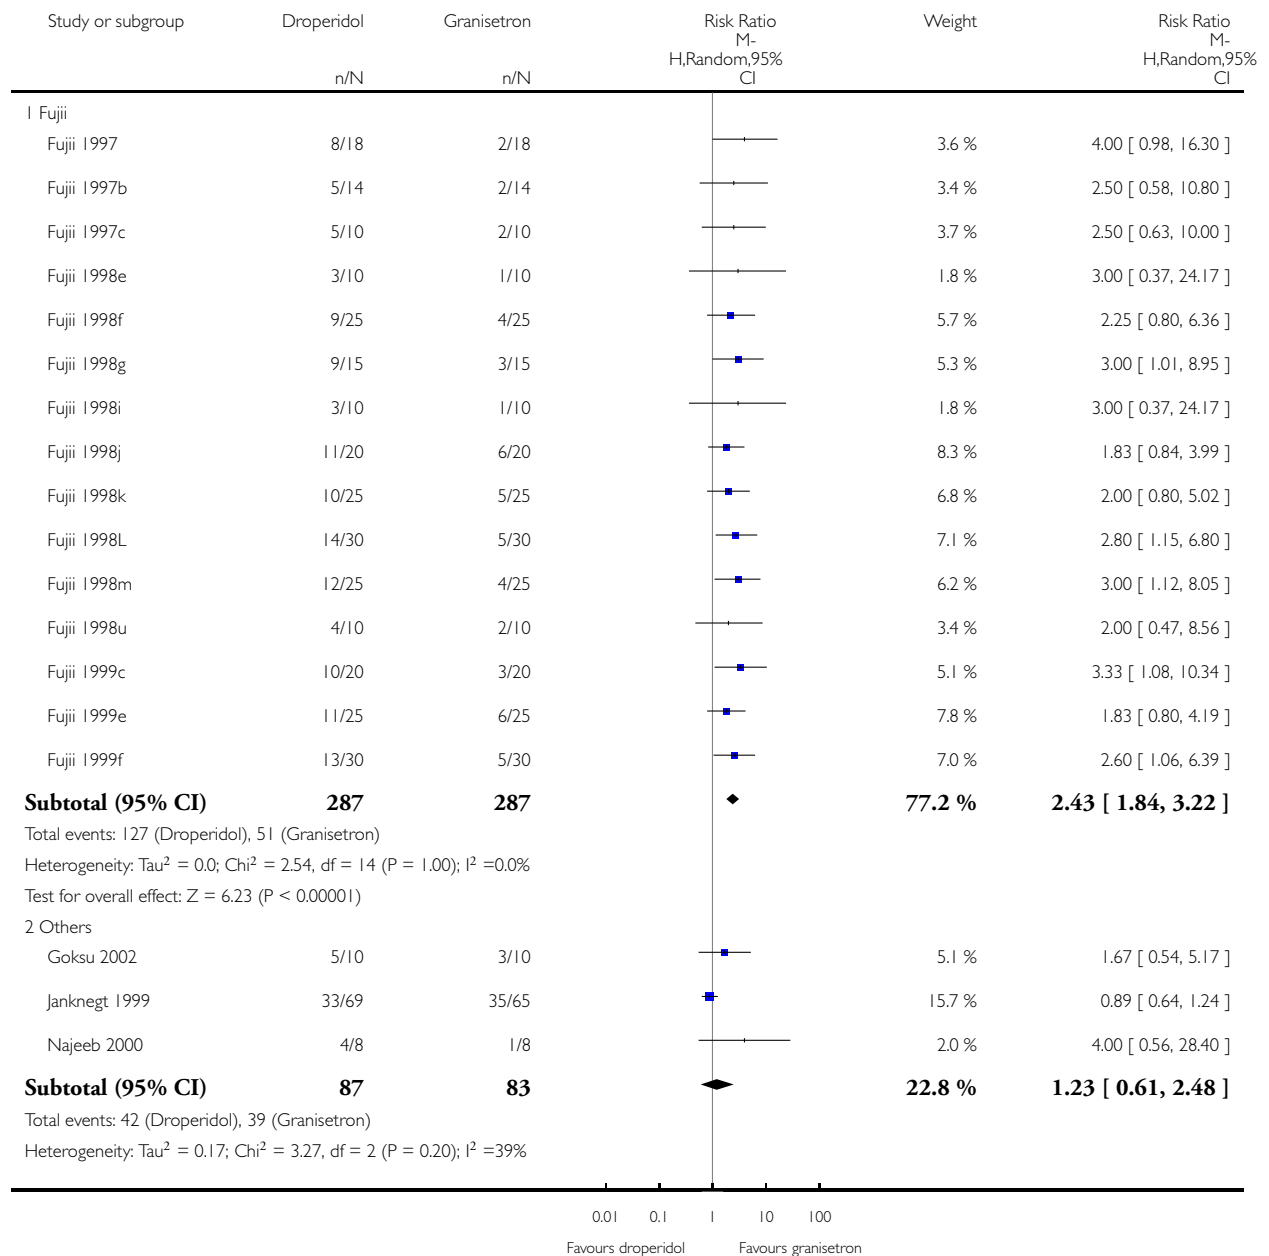 Study or subgroup Droperidol Granisetron Risk Ratio Weight Risk Ratio
M- M-
H,Random,95% H,Random,95%
n/N n/N CI CI
1 Fujii
Fujii 1997 8/18 2/18 3.6 % 4.00 [ 0.98, 16.30 ]
Fujii 1997b 5/14 2/14 3.4 % 2.50 [ 0.58, 10.80 ]
Fujii 1997c 5/10 2/10 3.7 % 2.50 [ 0.63, 10.00 ]
Fujii 1998e 3/10 1/10 1.8 % 3.00 [ 0.37, 24.17 ]
Fujii 1998f 9/25 4/25 5.7 % 2.25 [ 0.80, 6.36 ]
Fujii 1998g 9/15 3/15 5.3 % 3.00 [ 1.01, 8.95 ]
Fujii 1998i 3/10 1/10 1.8 % 3.00 [ 0.37, 24.17 ]
Fujii 1998j 11/20 6/20 8.3 % 1.83 [ 0.84, 3.99 ]
Fujii 1998k 10/25 5/25 6.8 % 2.00 [ 0.80, 5.02 ]
Fujii 1998L 14/30 5/30 7.1 % 2.80 [ 1.15, 6.80 ]
Fujii 1998m 12/25 4/25 6.2 % 3.00 [ 1.12, 8.05 ]
Fujii 1998u 4/10 2/10 3.4 % 2.00 [ 0.47, 8.56 ]
Fujii 1999c 10/20 3/20 5.1 % 3.33 [ 1.08, 10.34 ]
Fujii 1999e 11/25 6/25 7.8 % 1.83 [ 0.80, 4.19 ]
Fujii 1999f 13/30 5/30 7.0 % 2.60 [ 1.06, 6.39 ]
Subtotal (95% CI) 287 287 77.2 % 2.43 [ 1.84, 3.22 ]
Total events: 127 (Droperidol), 51 (Granisetron)
Heterogeneity: Tau² = 0.0; Chi² = 2.54, df = 14 (P = 1.00); I² =0.0%
Test for overall effect: Z = 6.23 (P < 0.00001)
2 Others
Goksu 2002 5/10 3/10 5.1 % 1.67 [ 0.54, 5.17 ]
Janknegt 1999 33/69 35/65 15.7 % 0.89 [ 0.64, 1.24 ]
Najeeb 2000 4/8 1/8 2.0 % 4.00 [ 0.56, 28.40 ]
Subtotal (95% CI) 87 83 22.8 % 1.23 [ 0.61, 2.48 ]
Total events: 42 (Droperidol), 39 (Granisetron)
Heterogeneity: Tau² = 0.17; Chi² = 3.27, df = 2 (P = 0.20); I² =39%
0.01 0.1 1 10 100
Favours droperidol Favours granisetron